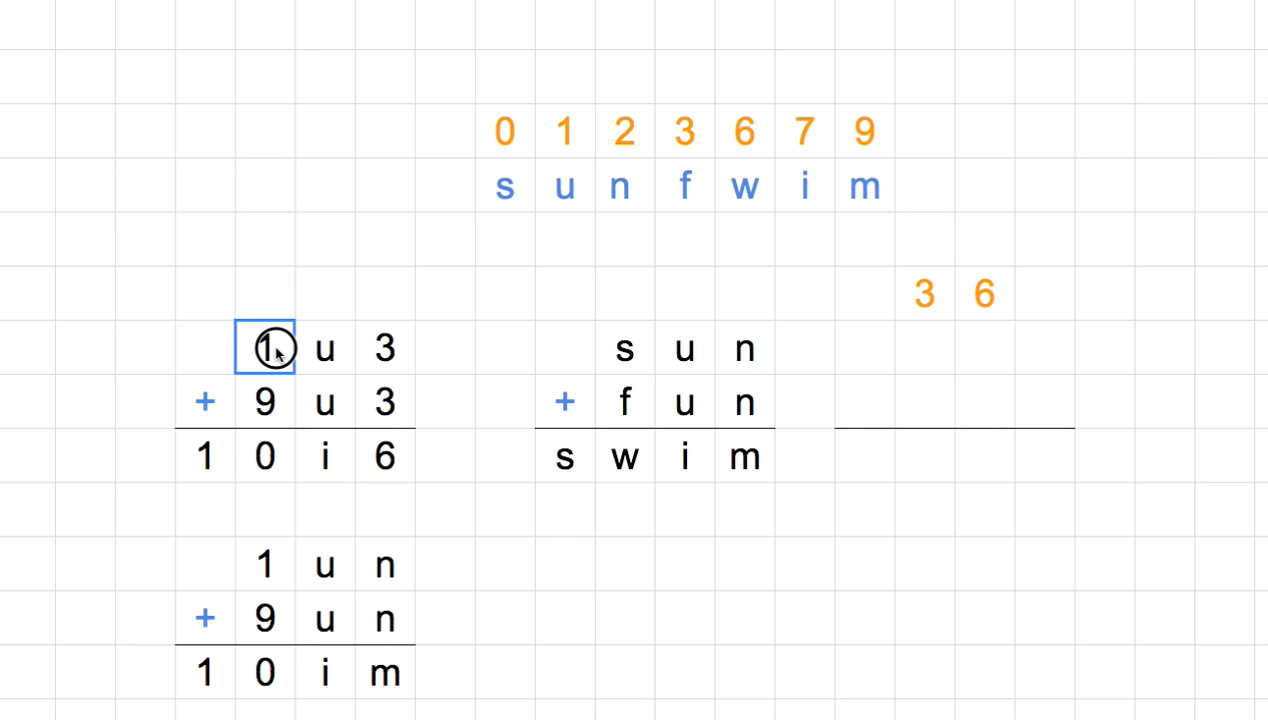 0 1 2 3 6 7 9
s u n f w i m
3 6
1 u 3
+ 9 u 3
1 0 i 6
s u n
+ f u n
s w i m
1 u n
+ 9 u n
1 0 i m